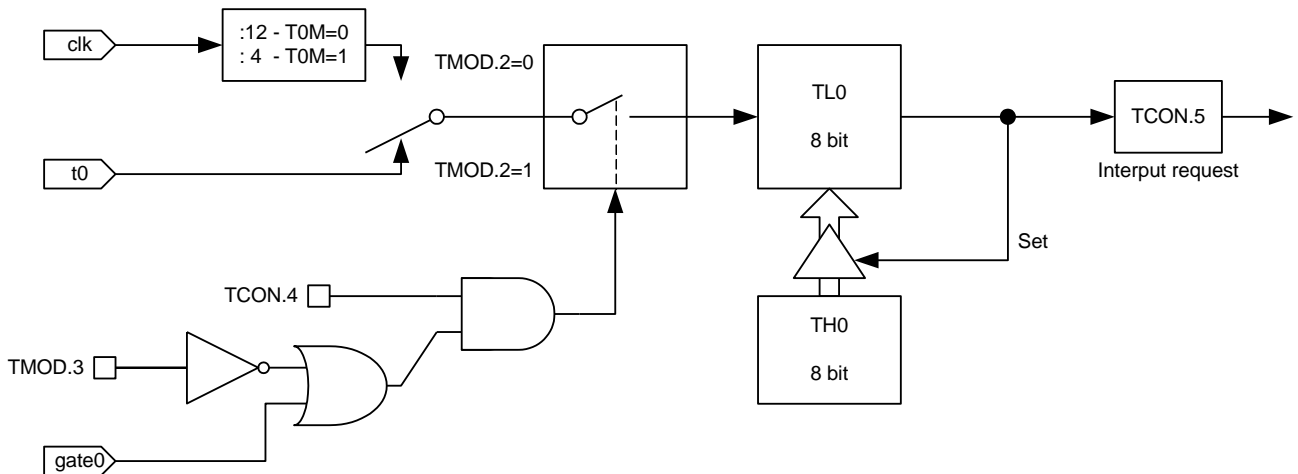 clk
:12 - T0M=0
: 4 - T0M=1
TMOD.2=0
t0
TMOD.2=1
TL0
8 bit
TCON.5
Interput request
Set
TCON.4
TH0
8 bit
TMOD.3
gate0